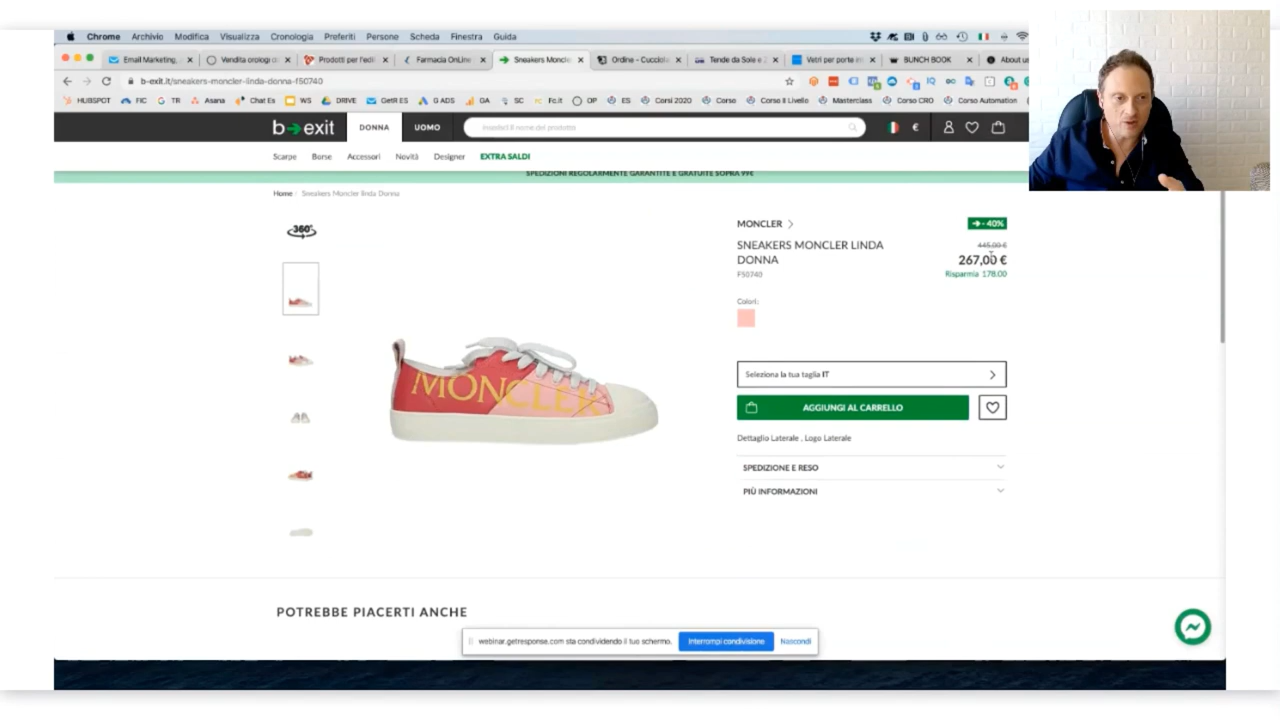 Chrome Archivio Modifica Visualizza Cronologia Preferiti Persone Scheda Finestra Guida
Email Marketing, Vendita orologi d Prodotti per l'edi Farmacia OnLine Sneakers Moncle Ordine - Cucciola Tende da Sole e Vetri per porte in BUNCH BOOK About u
b-exit.it/sneakers-moncler-linda-donna-f50740
HUBSPOT FIC TR Asana Chat Es WS DRIVE GetR ES G ADS GA SC Fc.it OP ES Corsi 2020 Corso Corso II Livello Masterclass Corso CRO Corso Automation
b→exit DONNA UOMO Inserisci il nome del prodotto €
Scarpe Borse Accessori Novità Designer EXTRA SALDI
SPEDIZIONI REGOLARMENTE GARANTITE E GRATUITE SOPRA 99€
Home Sneakers Moncler linda Donna
360°
MONCLER
- 40%
SNEAKERS MONCLER LINDA
DONNA
F50740
445,00 €
267,00 €
Risparmia 178.00
Colori:
MONCLER
Seleziona la tua taglia IT
AGGIUNGI AL CARRELLO
Dettaglio Laterale , Logo Laterale
SPEDIZIONE E RESO
PIÙ INFORMAZIONI
POTREBBE PIACERTI ANCHE
webinar.getresponse.com sta condividendo il tuo schermo. Interrompi condivisione Nascondi